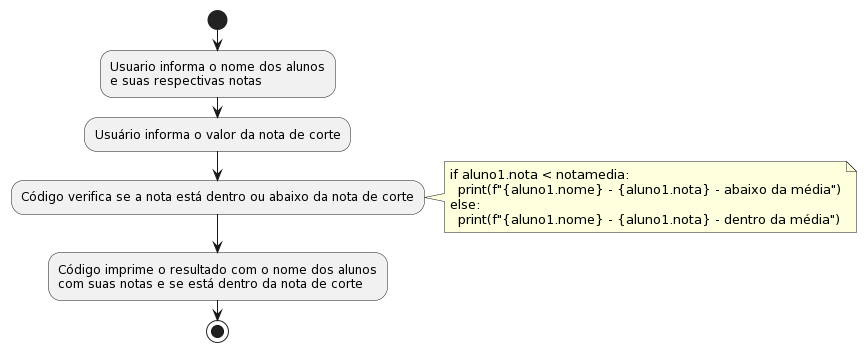 Usuario informa o nome dos alunos
e suas respectivas notas
Usuário informa o valor da nota de corte
Código verifica se a nota está dentro ou abaixo da nota de corte
if aluno1.nota < notamedia:
  print(f"{aluno1.nome} - {aluno1.nota} - abaixo da média")
else:
  print(f"{aluno1.nome} - {aluno1.nota} - dentro da média")
Código imprime o resultado com o nome dos alunos
com suas notas e se está dentro da nota de corte